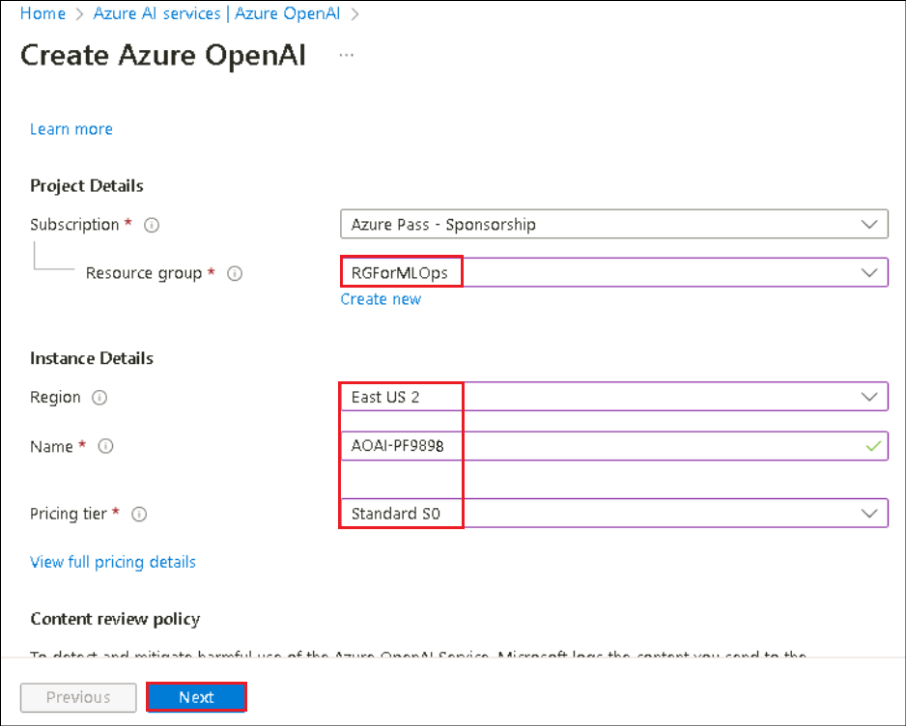 Home > Azure AI services | Azure OpenAI >
Create Azure OpenAI ...
Learn more
Project Details
Subscription * Azure Pass - Sponsorship
Resource group * RGForMLOps
Create new
Instance Details
Region East US 2
Name * AOAI-PF9898
Pricing tier * Standard S0
View full pricing details
Content review policy
To detect and mitigate harmful use of the Azure OpenAI Service, Microsoft logs the content you send to the
Previous Next